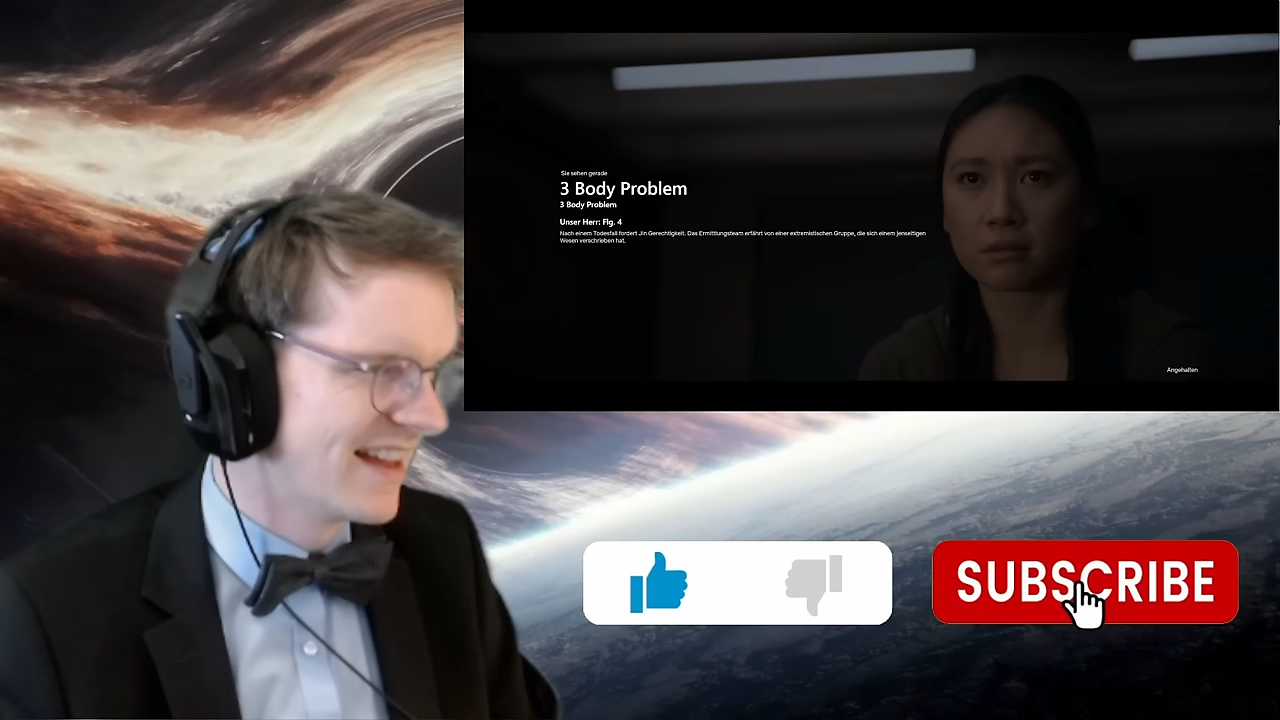 Sie sehen gerade
3 Body Problem
3 Body Problem
Unser Herr: Flg. 4
Nach einem Todesfall fordert Jin Gerechtigkeit. Das Ermittlungsteam erfährt von einer extremistischen Gruppe, die sich einem jenseitigen
Wesen verschrieben hat.
Angehalten
SUBSCRIBE